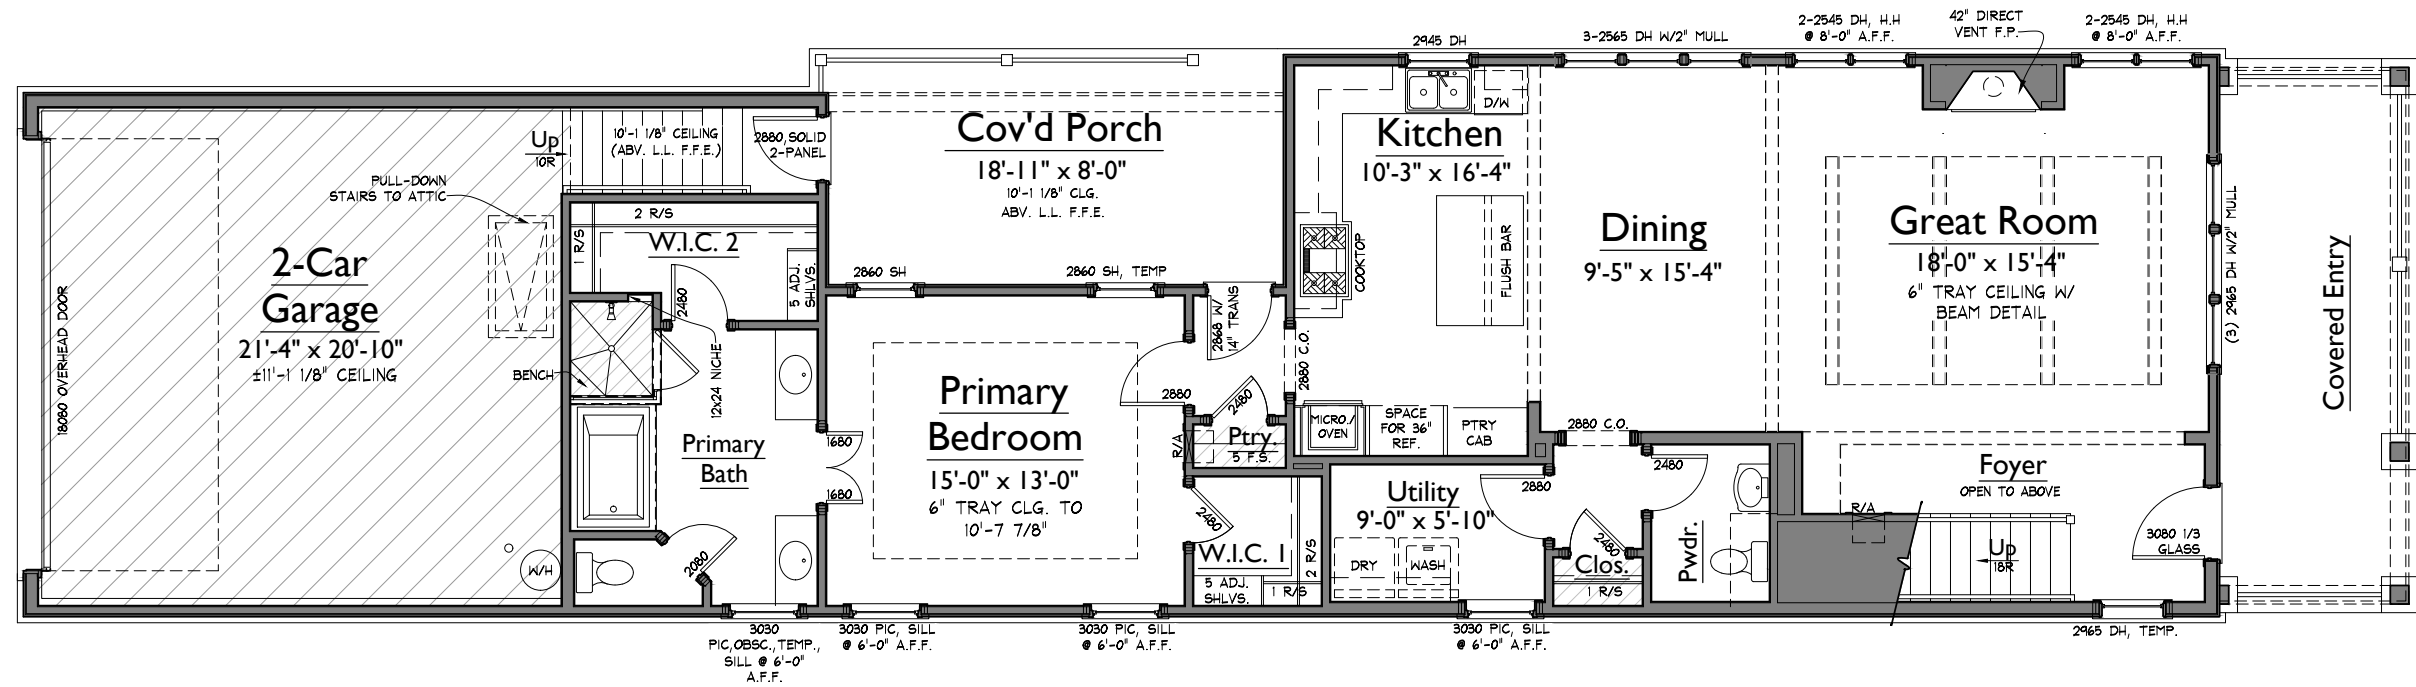 2-2545 DH, H.H
@ 8'-0" A.F.F.
42" DIRECT
VENT F.P.
2-2545 DH, H.H
@ 8'-0" A.F.F.
2945 DH
3-2565 DH W/2" MULL
10'-1 1/8" CEILING
(ABV. L.L. F.F.E.)
Up
10R
2880,SOLID
2-PANEL
PULL-DOWN
STAIRS TO ATTIC
2-Car
Garage
21'-4" x 20'-10"
±11'-1 1/8" CEILING
18080 OVERHEAD DOOR
W/H
Cov'd Porch
18'-11" x 8'-0"
10'-1 1/8" CLG.
ABV. L.L. F.F.E.
2860 SH
2860 SH, TEMP
2 R/S
1 R/S
W.I.C. 2
5 ADJ.
SHLVS.
2480
12x24 NICHE
BENCH
Primary
Bath
1680
1680
2080
Primary
Bedroom
15'-0" x 13'-0"
6" TRAY CLG. TO
10'-7 7/8"
2868 W/
14" TRANS
2880
2880 C.O.
2480
R/A
Ptry.
5 F.S.
2480
W.I.C. 1
5 ADJ.
SHLVS.
1 R/S
2 R/S
Kitchen
10'-3" x 16'-4"
D/W
COOKTOP
FLUSH BAR
MICRO./
OVEN
SPACE
FOR 36"
REF.
PTRY
CAB
Dining
9'-5" x 15'-4"
2880 C.O.
Great Room
18'-0" x 15'-4"
6" TRAY CEILING W/
BEAM DETAIL
(3) 2965 DH W/2" MULL
Covered Entry
Utility
9'-0" x 5'-10"
2880
DRY
WASH
2480
2480
Clos.
1 R/S
Pwdr.
Foyer
OPEN TO ABOVE
R/A
Up
18R
3080 1/3
GLASS
3030
PIC,OBSC.,TEMP.,
SILL @ 6'-0"
A.F.F.
3030 PIC, SILL
@ 6'-0" A.F.F.
3030 PIC, SILL
@ 6'-0" A.F.F.
3030 PIC, SILL
@ 6'-0" A.F.F.
2965 DH, TEMP.